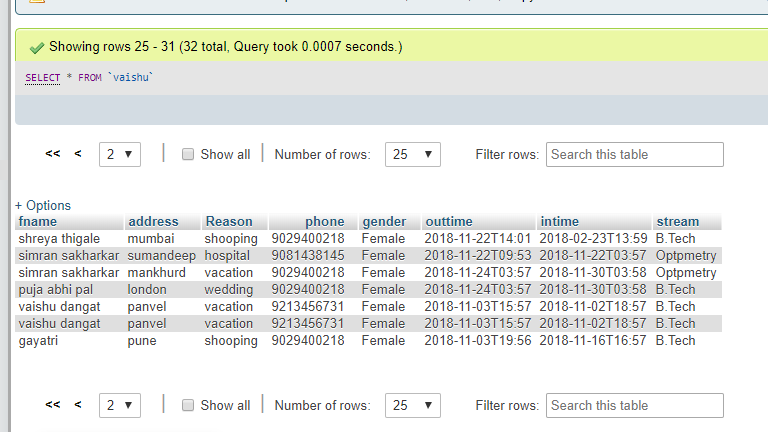 Showing rows 25 - 31 (32 total, Query took 0.0007 seconds.)
SELECT * FROM `vaishu`
<< < 2 ▼ | Show all | Number of rows: 25 ▼ Filter rows: Search this table
+ Options
fname address Reason phone gender outtime intime stream
shreya thigale mumbai shooping 9029400218 Female 2018-11-22T14:01 2018-02-23T13:59 B.Tech
simran sakharkar sumandeep hospital 9081438145 Female 2018-11-22T09:53 2018-11-22T03:57 Optpmetry
simran sakharkar mankhurd vacation 9029400218 Female 2018-11-24T03:57 2018-11-30T03:58 Optpmetry
puja abhi pal london wedding 9029400218 Female 2018-11-24T03:57 2018-11-30T03:58 B.Tech
vaishu dangat panvel vacation 9213456731 Female 2018-11-03T15:57 2018-11-02T18:57 B.Tech
vaishu dangat panvel vacation 9213456731 Female 2018-11-03T15:57 2018-11-02T18:57 B.Tech
gayatri pune shooping 9029400218 Female 2018-11-03T19:56 2018-11-16T16:57 B.Tech
<< < 2 ▼ | Show all | Number of rows: 25 ▼ Filter rows: Search this table